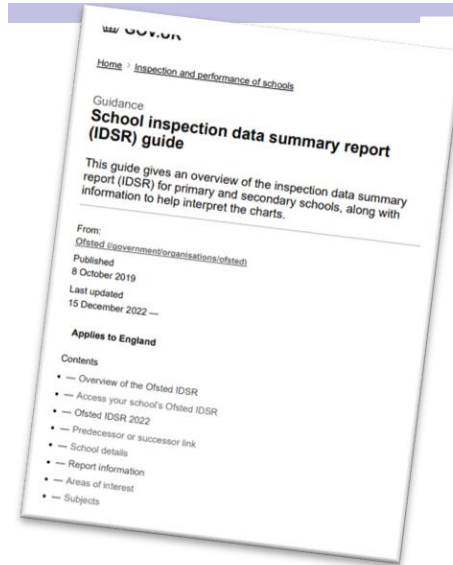 GOV.UK
Home > Inspection and performance of schools
Guidance
School inspection data summary report
(IDSR) guide
This guide gives an overview of the inspection data summary
report (IDSR) for primary and secondary schools, along with
information to help interpret the charts.
From:
Ofsted (/government/organisations/ofsted)
Published
8 October 2019
Last updated
15 December 2022 —
Applies to England
Contents
• — Overview of the Ofsted IDSR
• — Access your school's Ofsted IDSR
• — Ofsted IDSR 2022
• — Predecessor or successor link
• — School details
• — Report information
• — Areas of interest
• — Subjects